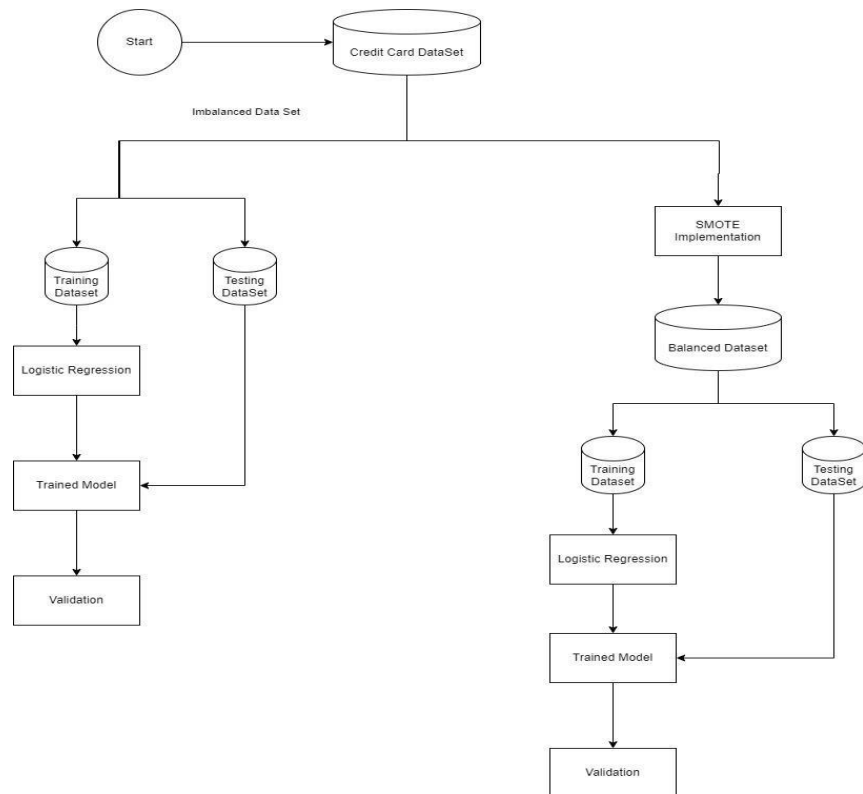 Start
Credit Card DataSet
Imbalanced Data Set
SMOTE
Implementation
Training
Dataset
Testing
DataSet
Balanced Dataset
Logistic Regression
Training
Dataset
Testing
DataSet
Trained Model
Logistic Regression
Validation
Trained Model
Validation